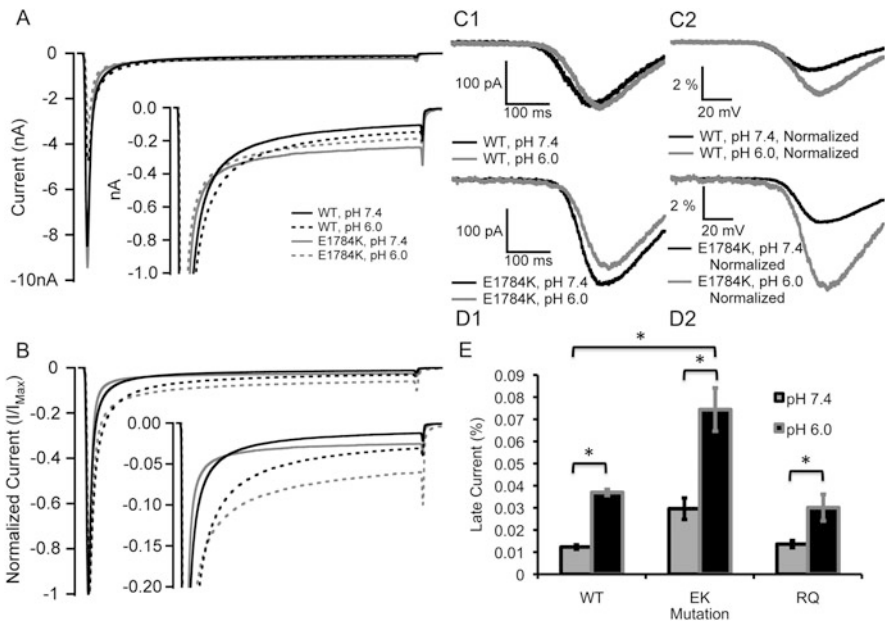 A
0
-2
-4
-6
-8
-10nA
Current (nA)
0.0
-0.2
-0.4
-0.6
-0.8
-1.0
nA
WT, pH 7.4
WT, pH 6.0
E1784K, pH 7.4
E1784K, pH 6.0
B
0
-0.2
-0.4
-0.6
-0.8
-1
Normalized Current (I/IMax)
0.00
-0.05
-0.10
-0.15
-0.20
C1
100 pA
100 ms
WT, pH 7.4
WT, pH 6.0
100 pA
100 ms
E1784K, pH 7.4
E1784K, pH 6.0
D1
C2
2 %
20 mV
WT, pH 7.4, Normalized
WT, pH 6.0, Normalized
2 %
20 mV
E1784K, pH 7.4
Normalized
E1784K, pH 6.0
Normalized
D2
E
0.09
0.08
0.07
0.06
0.05
0.04
0.03
0.02
0.01
0
Late Current (%)
*
*
*
*
pH 7.4
pH 6.0
WT
EK
RQ
Mutation